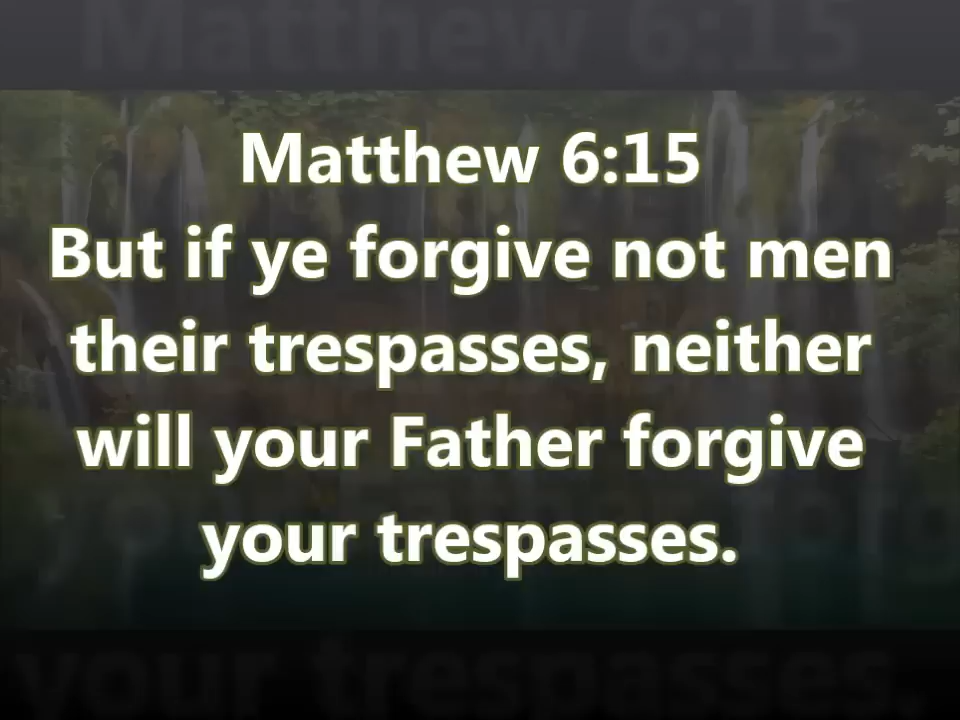 Matthew 6:15
But if ye forgive not men
their trespasses, neither
will your Father forgive
your trespasses.